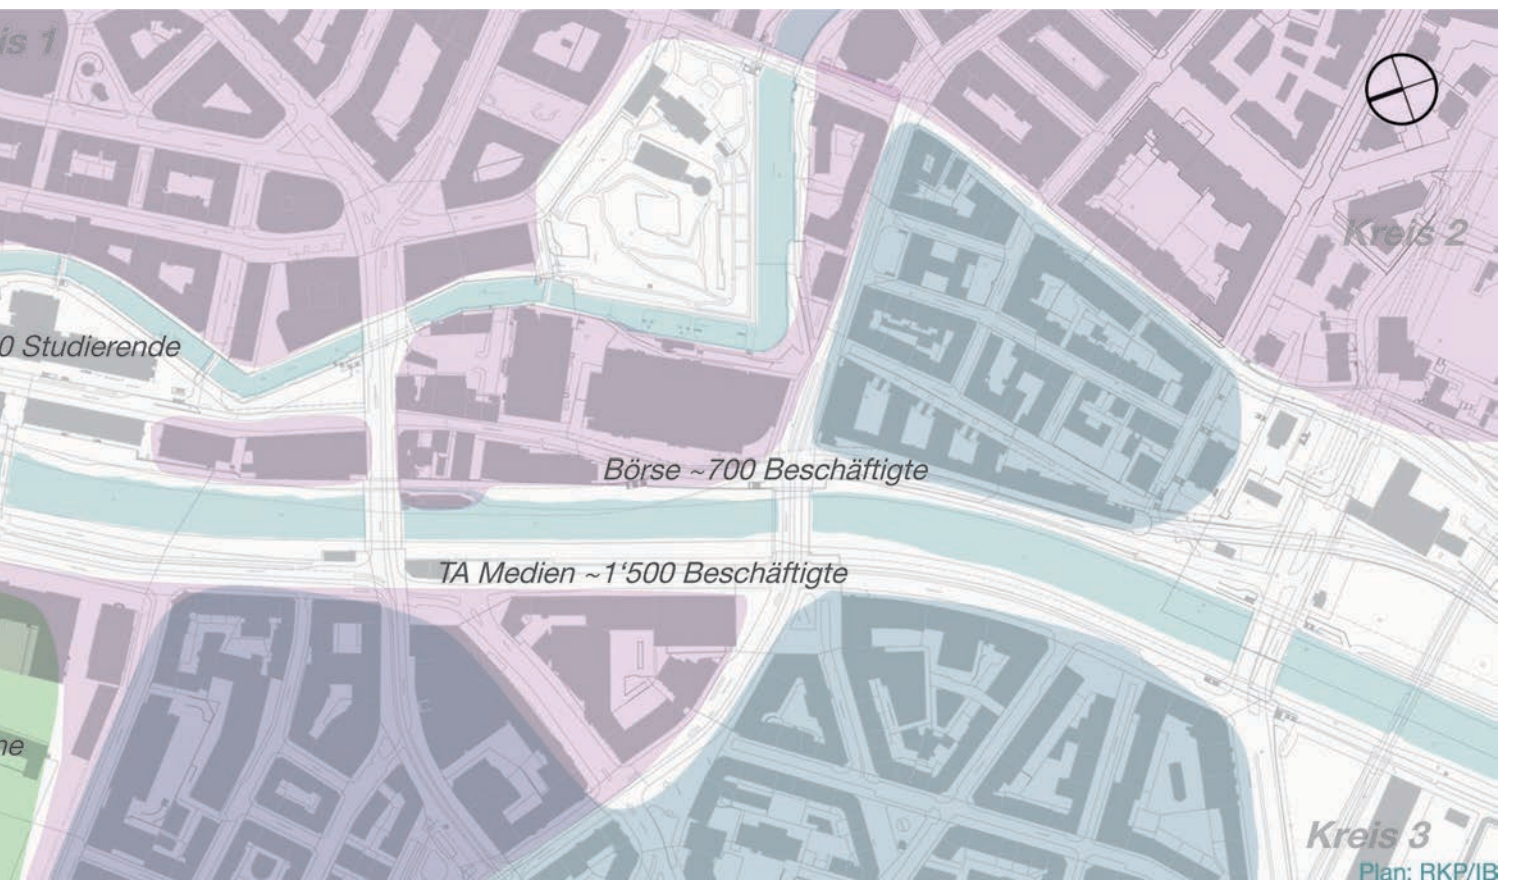 is 1
Kreis 2
0 Studierende
Börse ~700 Beschäftigte
TA Medien ~1‘500 Beschäftigte
ne
Kreis 3
Plan: RKP/IB